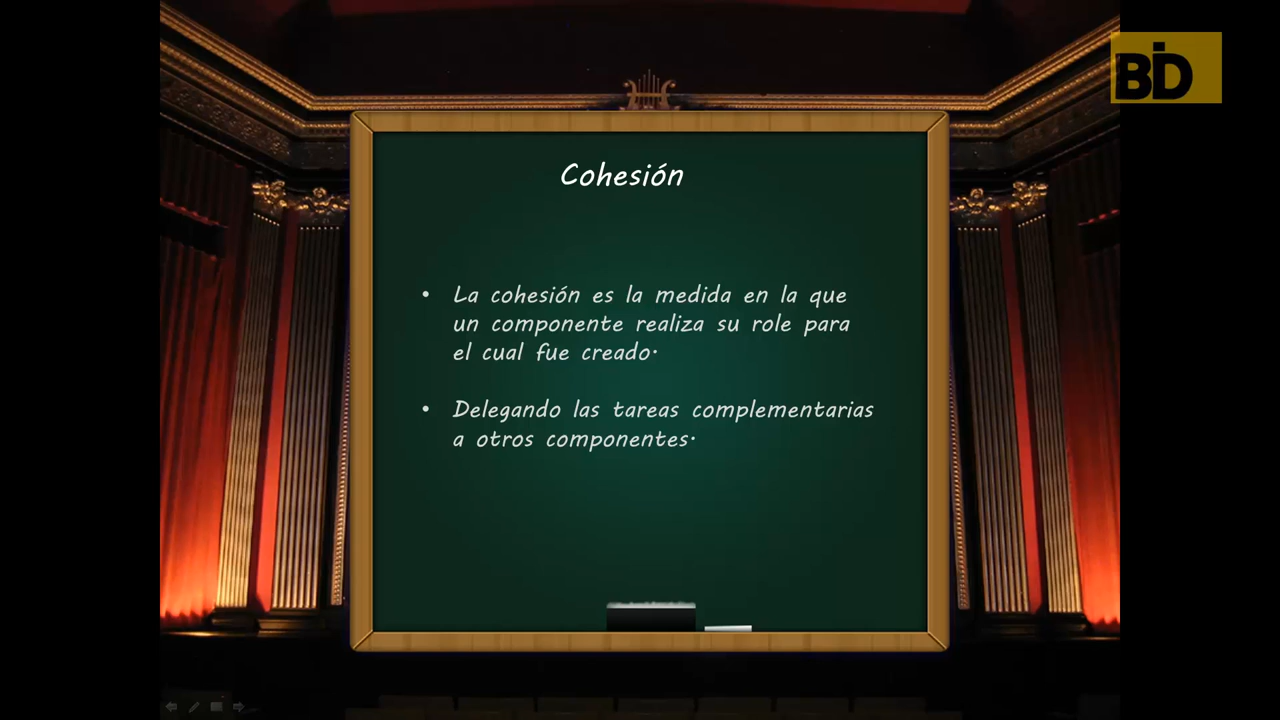 BID
Cohesión
• La cohesión es la medida en la que
un componente realiza su role para
el cual fue creado.
• Delegando las tareas complementarias
a otros componentes.